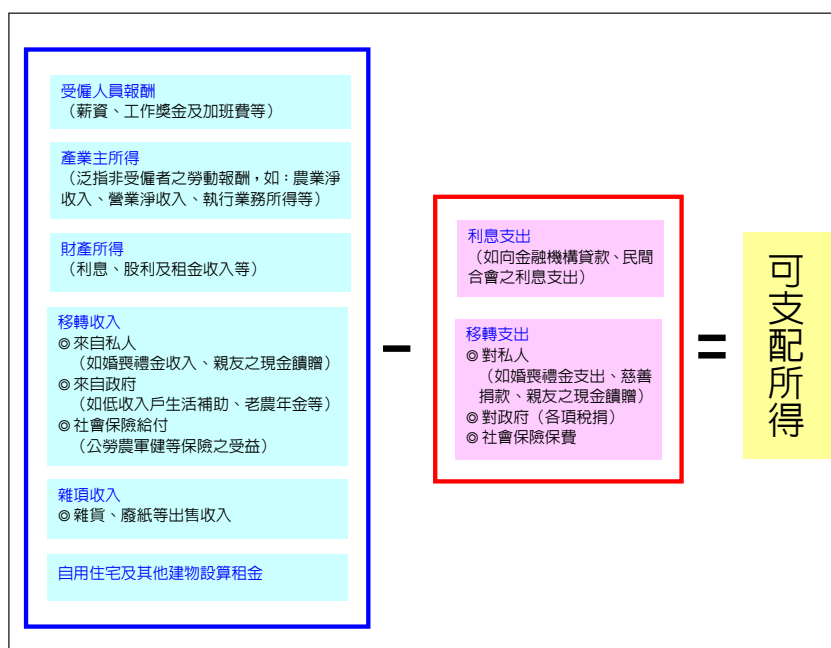 受僱人員報酬
（薪資、工作獎金及加班費等）
產業主所得
（泛指非受僱者之勞動報酬，如：農業淨
收入、營業淨收入、執行業務所得等）
財產所得
（利息、股利及租金收入等）
移轉收入
◎來自私人
（如婚喪禮金收入、親友之現金饋贈）
◎來自政府
（如低收入戶生活補助、老農年金等）
◎社會保險給付
（公勞農軍健等保險之受益）
雜項收入
◎雜貨、廢紙等出售收入
自用住宅及其他建物設算租金
－
利息支出
（如向金融機構貸款、民間
合會之利息支出）
移轉支出
◎對私人
（如婚喪禮金支出、慈善
捐款、親友之現金饋贈）
◎對政府（各項稅捐）
◎社會保險保費
＝
可支配所得